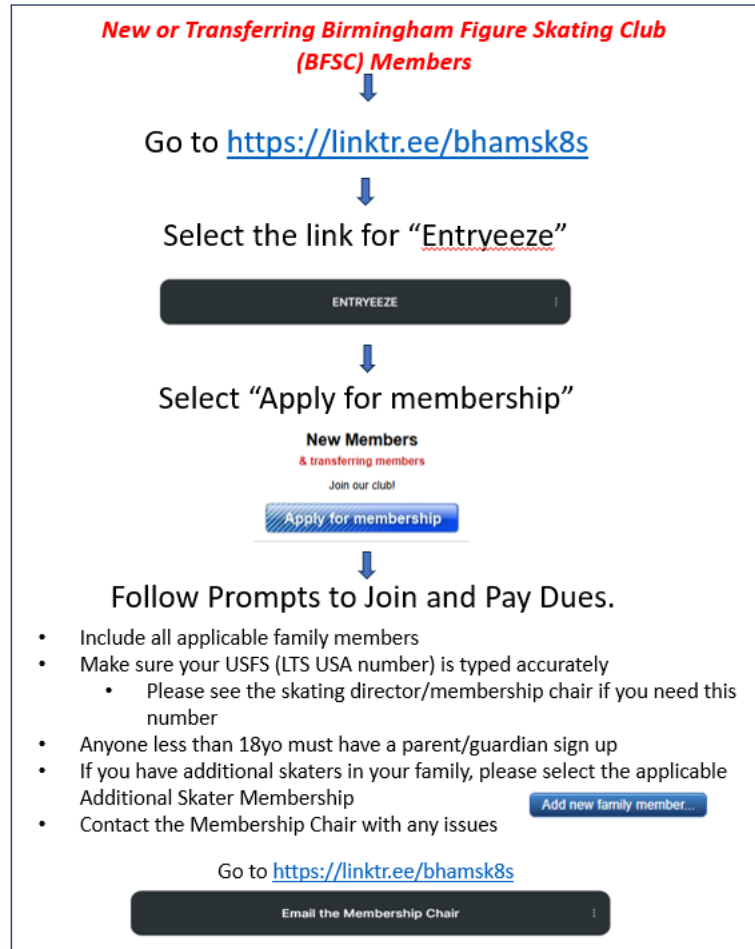 New or Transferring Birmingham Figure Skating Club
(BFSC) Members
Go to https://linktr.ee/bhamsk8s
Select the link for “Entryeeze”
ENTRYEEZE
Select “Apply for membership”
New Members
& transferring members
Join our club!
Apply for membership
Follow Prompts to Join and Pay Dues.
• Include all applicable family members
• Make sure your USFS (LTS USA number) is typed accurately
• Please see the skating director/membership chair if you need this
number
• Anyone less than 18yo must have a parent/guardian sign up
• If you have additional skaters in your family, please select the applicable
Additional Skater Membership
Add new family member...
• Contact the Membership Chair with any issues
Go to https://linktr.ee/bhamsk8s
Email the Membership Chair